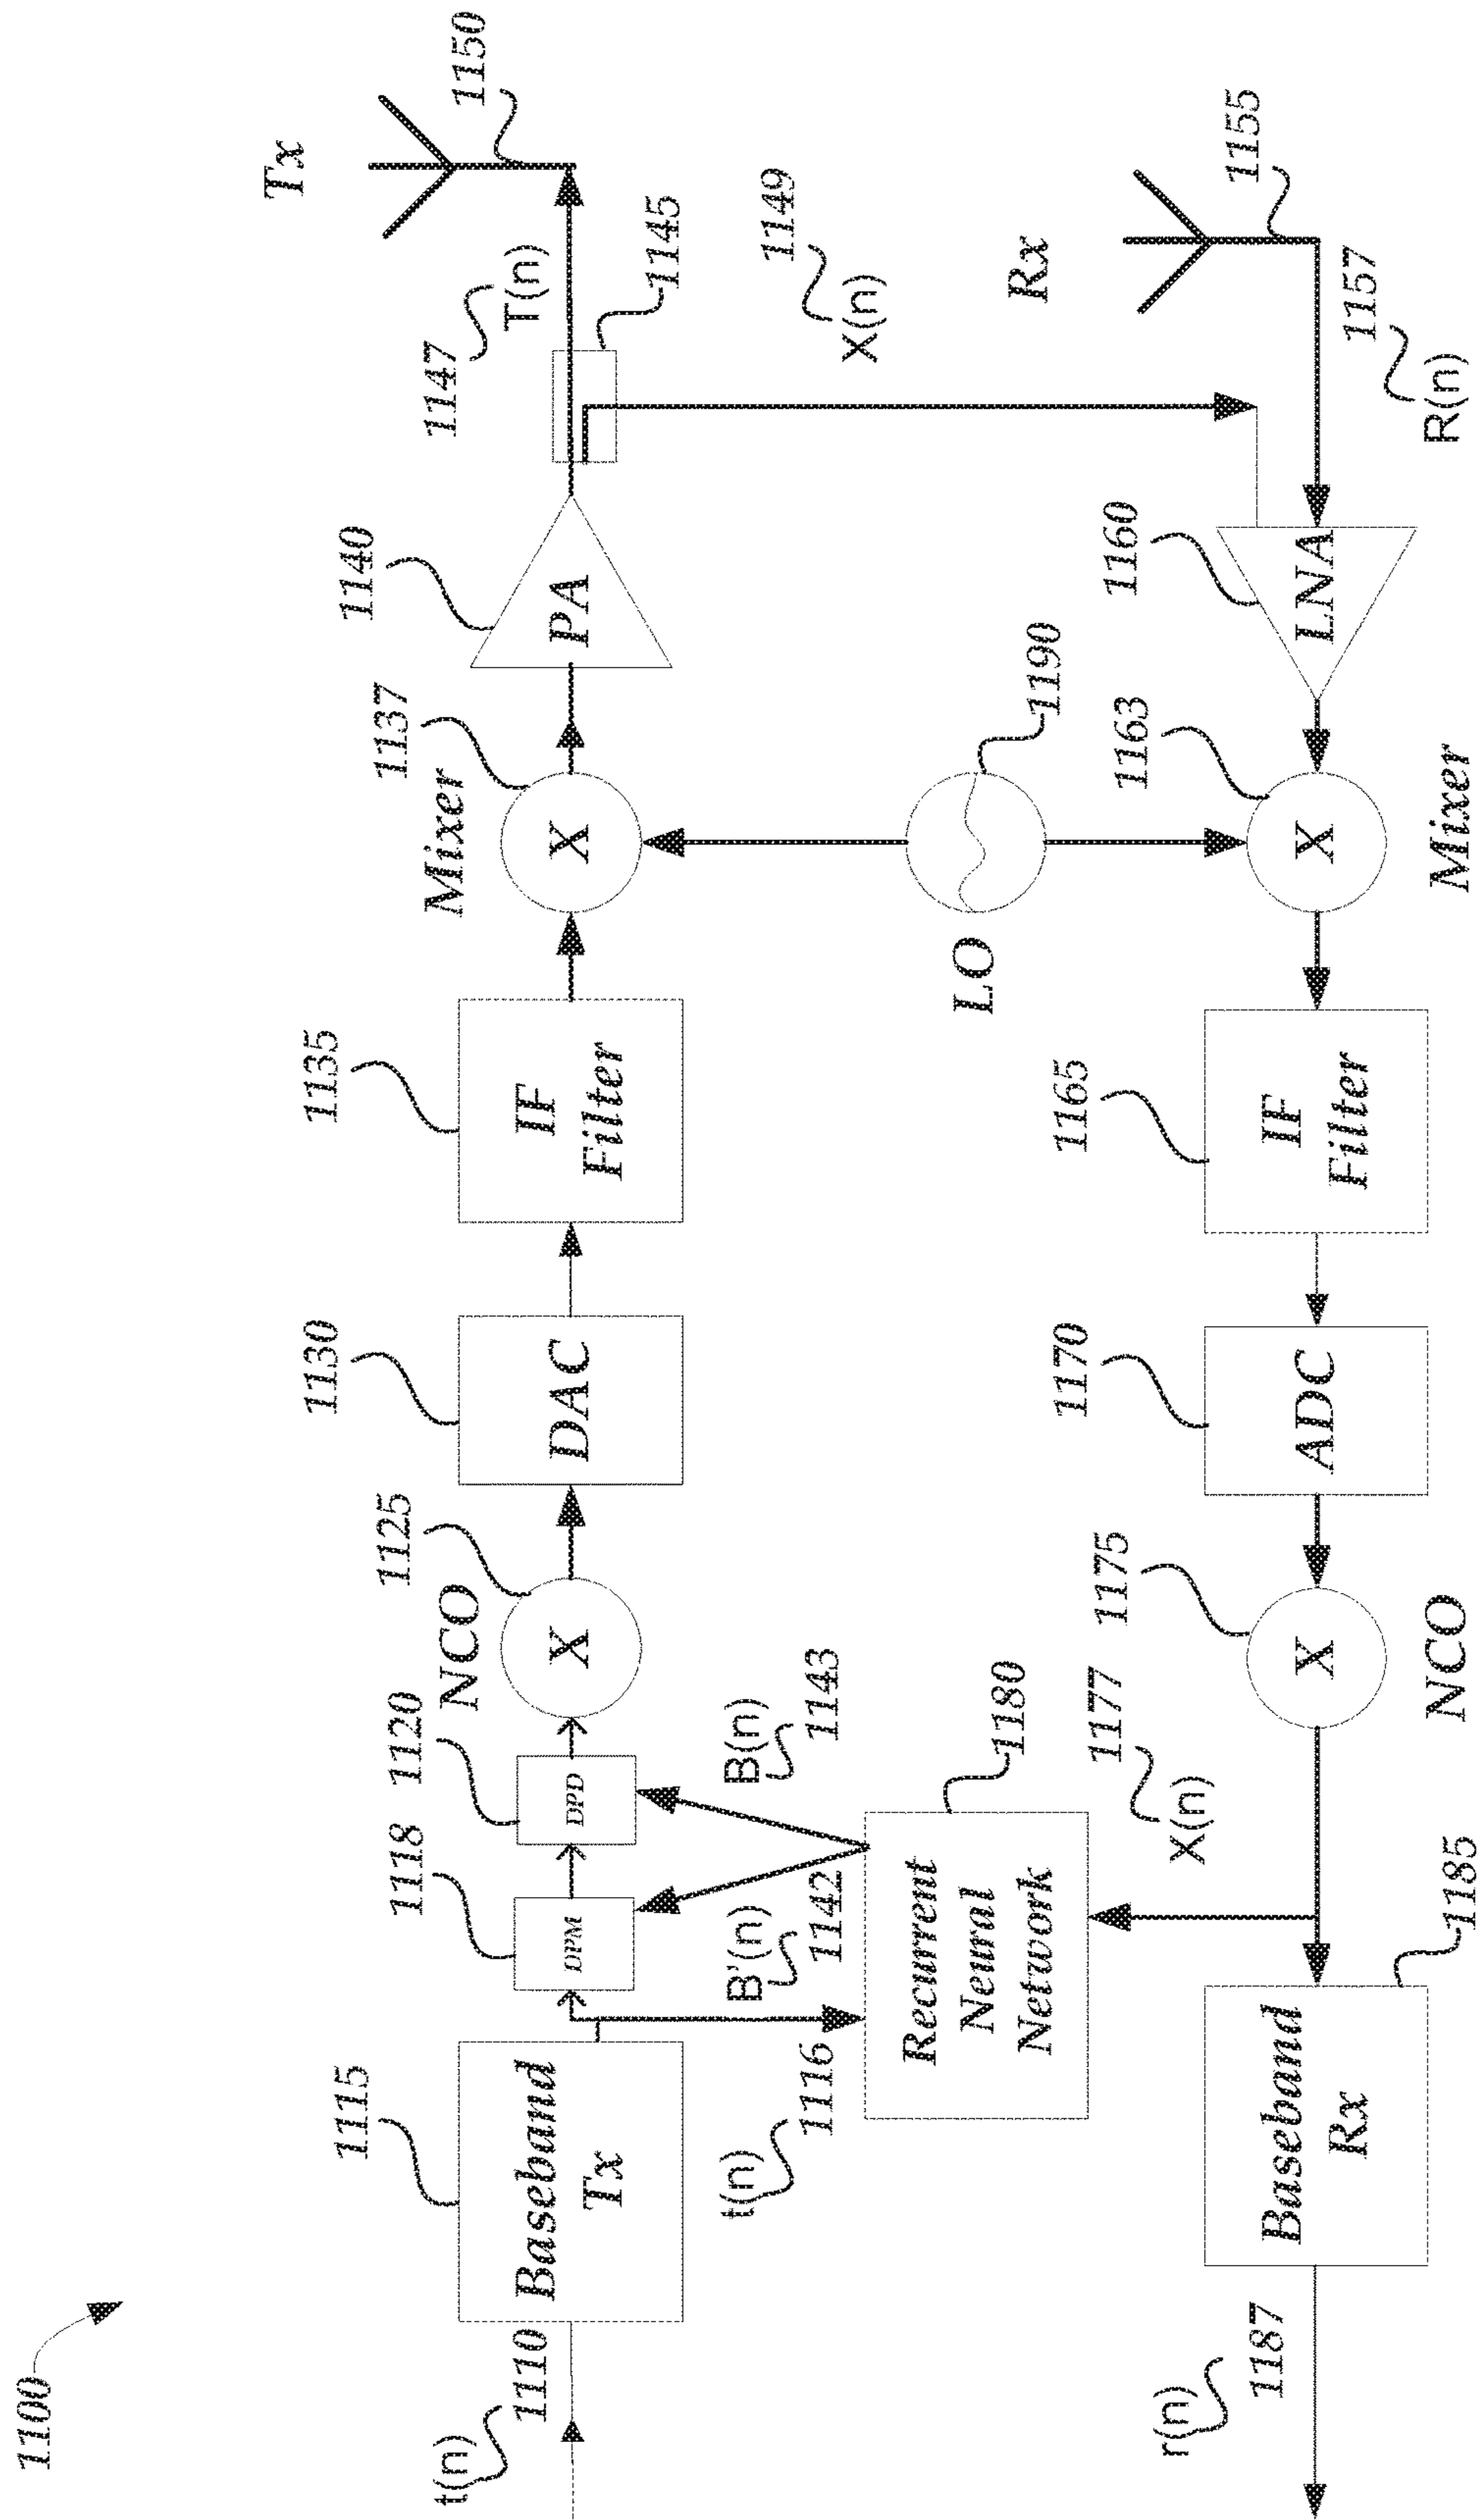 1100
t(n)
1110
1115
Baseband
Tx
t(n)
1116
1118
DPM
B'(n)
1142
1120
DPD
B(n)
1143
NCO
1125
X
1130
DAC
1135
IF
Filter
Mixer
1137
X
1140
PA
1147
T(n)
1145
Tx
1150
X(n)
1149
LO
1190
Rx
1155
1157
R(n)
1160
LNA
1163
X
Mixer
1165
IF
Filter
1170
ADC
1175
X
NCO
1177
X(n)
1180
Recurrent
Neural
Network
1185
Baseband
Rx
r(n)
1187